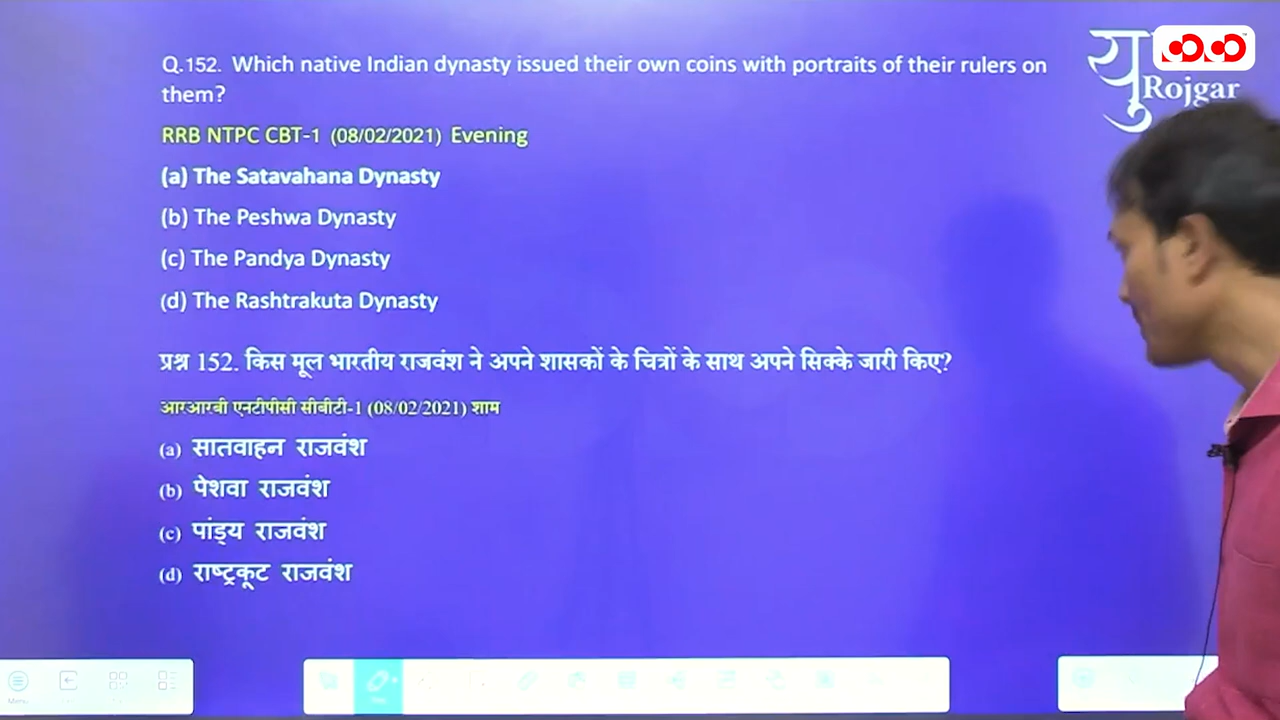 Q.152. Which native Indian dynasty issued their own coins with portraits of their rulers on
them?
RRB NTPC CBT-1 (08/02/2021) Evening
(a) The Satavahana Dynasty
(b) The Peshwa Dynasty
(c) The Pandya Dynasty
(d) The Rashtrakuta Dynasty
प्रश्न 152. किस मूल भारतीय राजवंश ने अपने शासकों के चित्रों के साथ अपने सिक्के जारी किए?
आरआरबी एनटीपीसी सीबीटी-1 (08/02/2021) शाम
(a) सातवाहन राजवंश
(b) पेशवा राजवंश
(c) पांड्य राजवंश
(d) राष्ट्रकूट राजवंश
यु
Rojgar
Menu